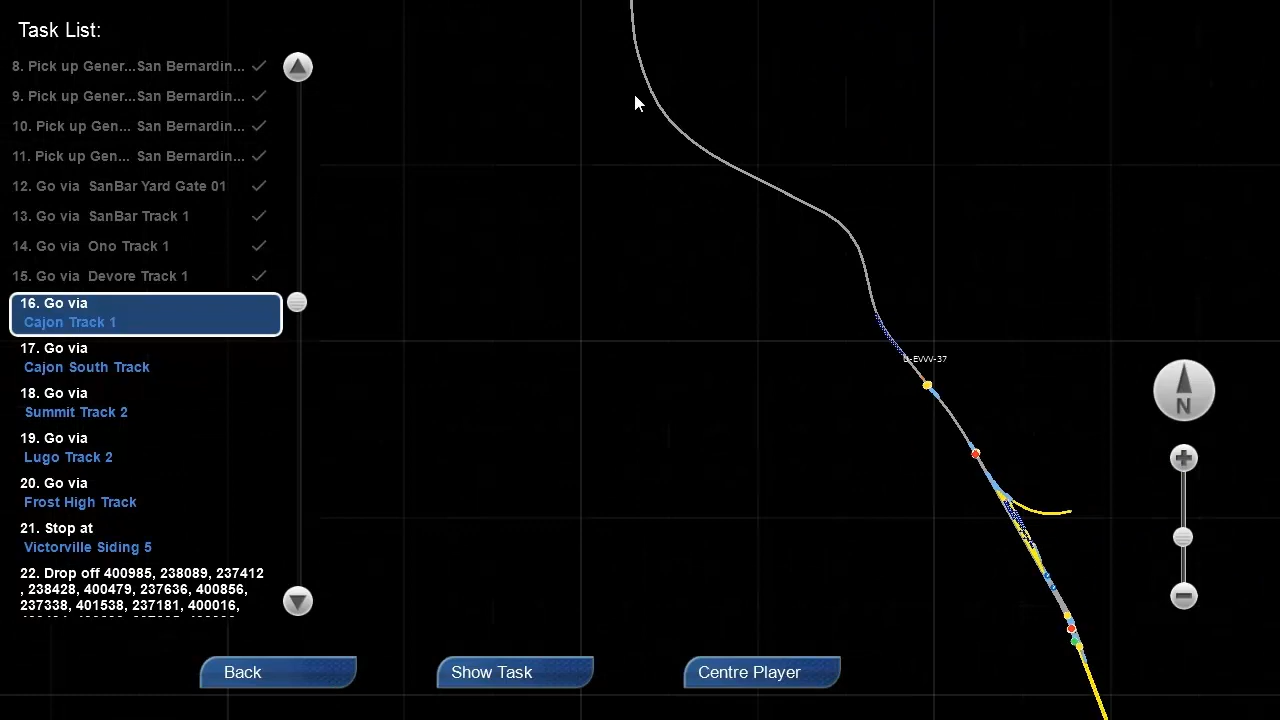 Task List:
8. Pick up Gener...San Bernardin...
9. Pick up Gener...San Bernardin...
10. Pick up Gen... San Bernardin...
11. Pick up Gen... San Bernardin...
12. Go via SanBar Yard Gate 01
13. Go via SanBar Track 1
14. Go via Ono Track 1
15. Go via Devore Track 1
16. Go via
Cajon Track 1
17. Go via
Cajon South Track
18. Go via
Summit Track 2
19. Go via
Lugo Track 2
20. Go via
Frost High Track
21. Stop at
Victorville Siding 5
22. Drop off 400985, 238089, 237412
, 238428, 400479, 237636, 400856,
237338, 401538, 237181, 400016,
N
Back
Show Task
Centre Player